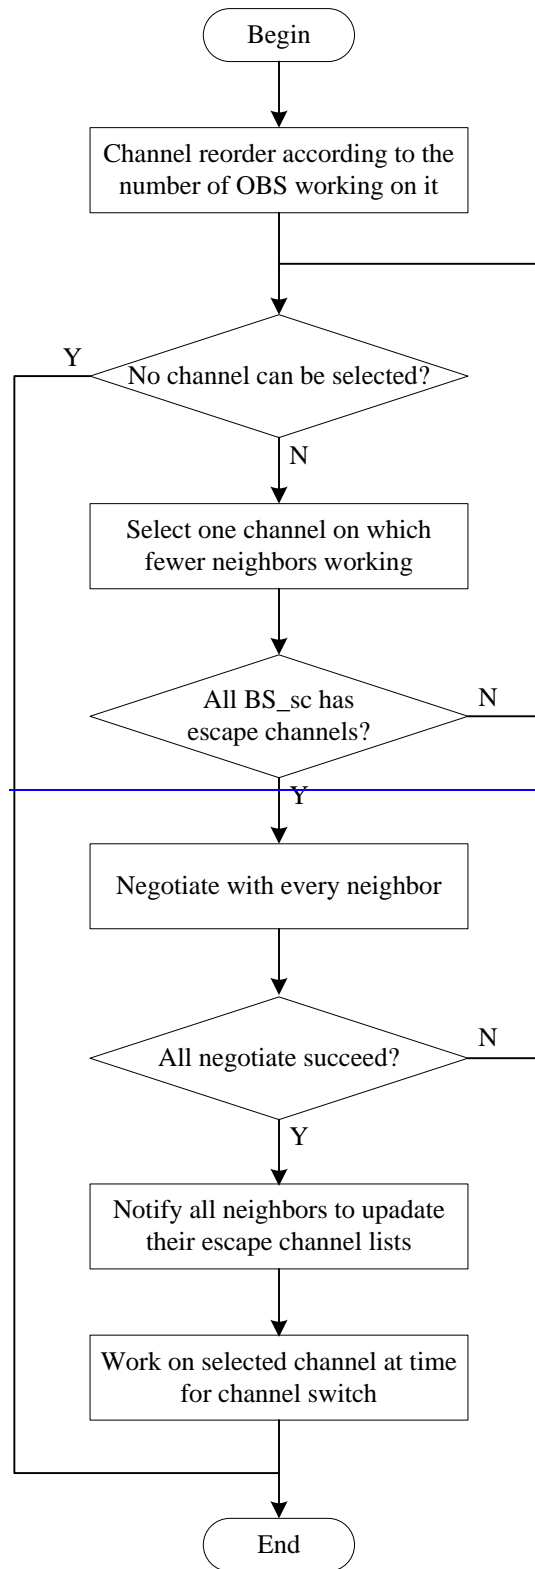 Begin
Channel reorder according to the
number of OBS working on it
Y
No channel can be selected?
N
Select one channel on which
fewer neighbors working
All BS_sc has
escape channels?
N
Y
Negotiate with every neighbor
All negotiate succeed?
N
Y
Notify all neighbors to upadate
their escape channel lists
Work on selected channel at time
for channel switch
End